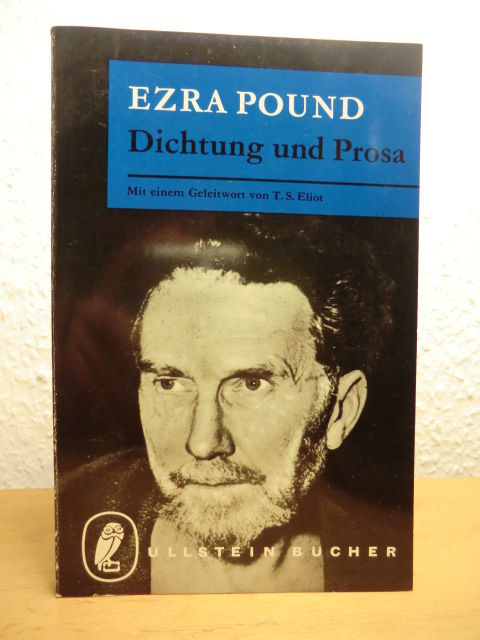 EZRA POUND
Dichtung und Prosa
Mit einem Geleitwort von T. S. Eliot
ULLSTEIN BÜCHER